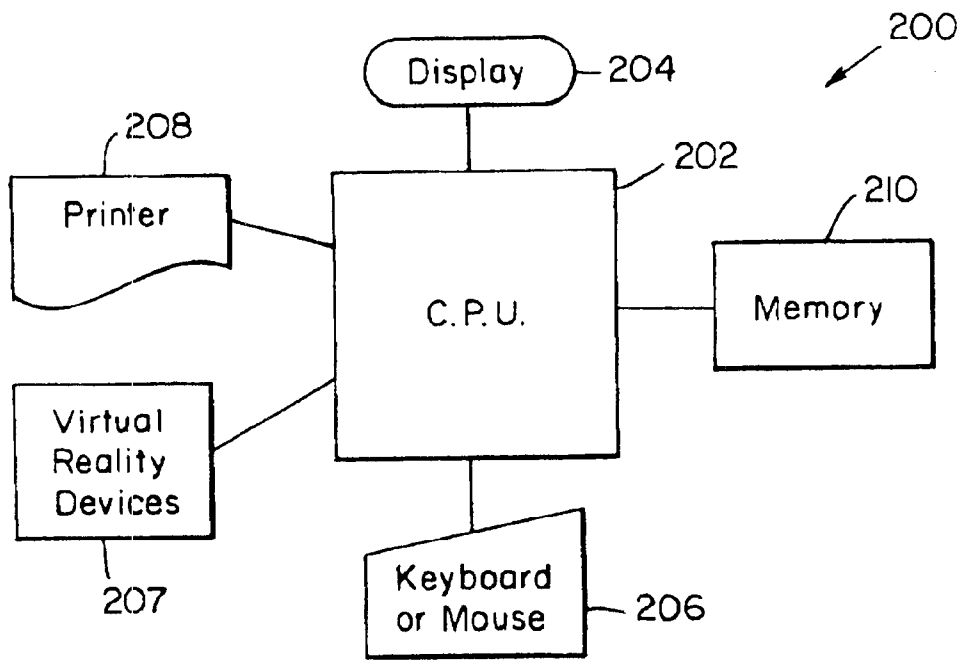 200
Display
204
208
202
Printer
210
C.P.U.
Memory
Virtual
Reality
Devices
207
Keyboard
or Mouse
206